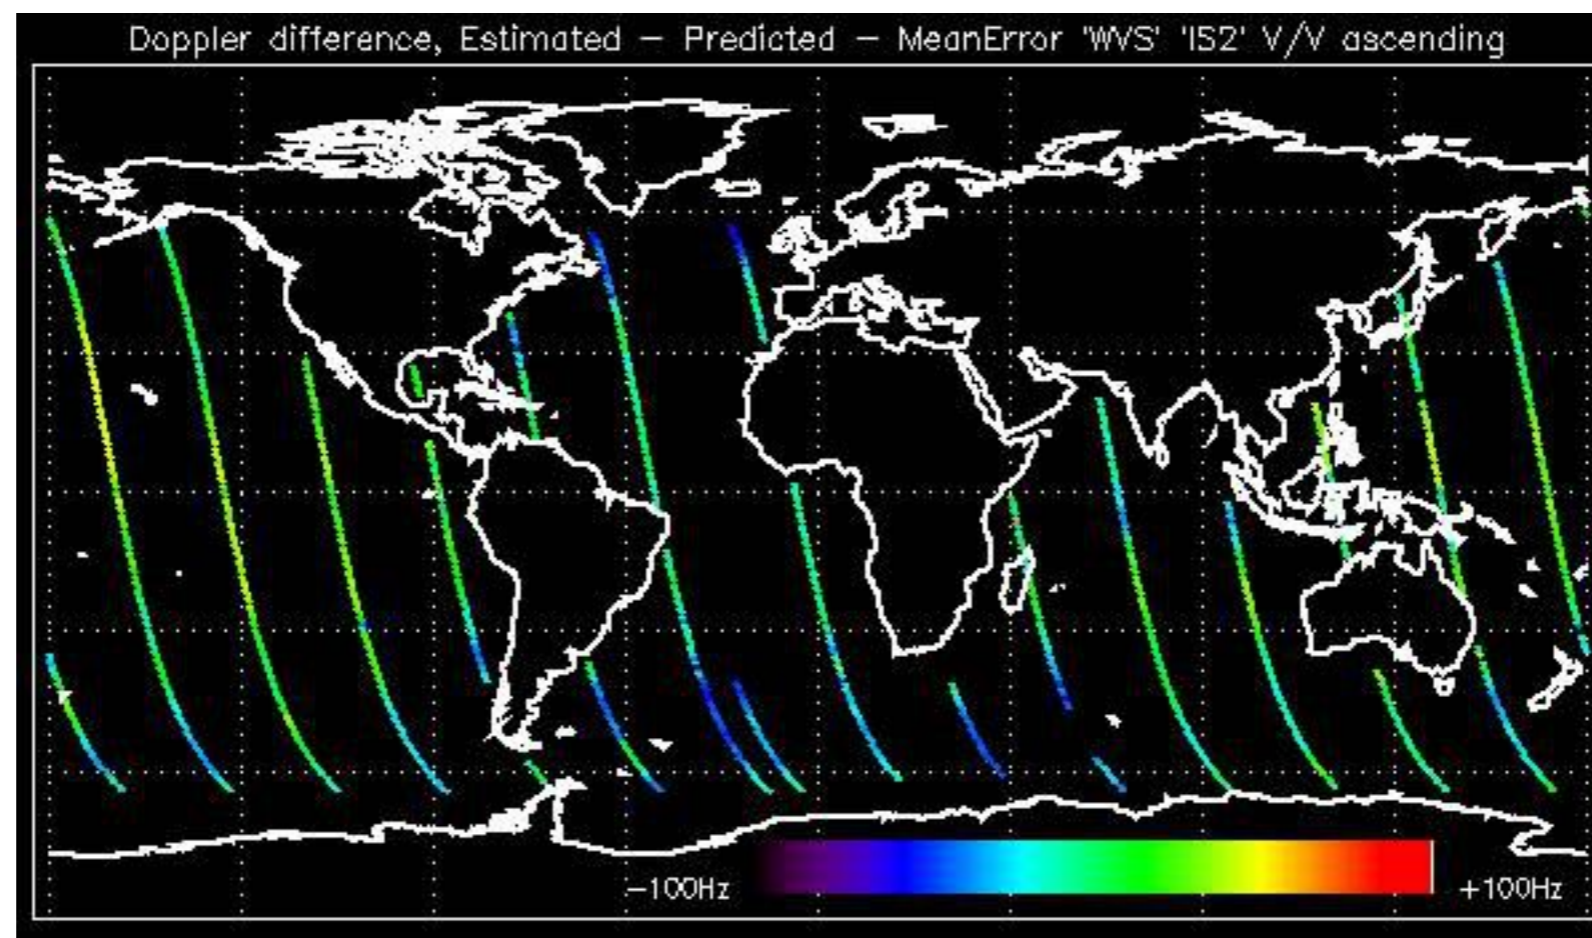 Doppler difference, Estimated – Predicted – MeanError 'WVS' 'IS2' V/V ascending
–100Hz
+100Hz